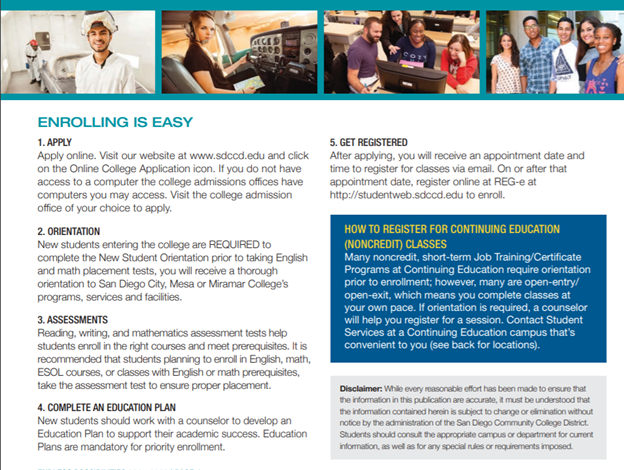 ENROLLING IS EASY
1. APPLY
Apply online. Visit our website at www.sdccd.edu and click
on the Online College Application icon. If you do not have
access to a computer the college admissions offices have
computers you may access. Visit the college admission
office of your choice to apply.
2. ORIENTATION
New students entering the college are REQUIRED to
complete the New Student Orientation prior to taking English
and math placement tests, you will receive a thorough
orientation to San Diego City, Mesa or Miramar College's
programs, services and facilities.
3. ASSESSMENTS
Reading, writing, and mathematics assessment tests help
students enroll in the right courses and meet prerequisites. It is
recommended that students planning to enroll in English, math,
ESOL courses, or classes with English or math prerequisites,
take the assessment test to ensure proper placement.
4. COMPLETE AN EDUCATION PLAN
New students should work with a counselor to develop an
Education Plan to support their academic success. Education
Plans are mandatory for priority enrollment.
5. GET REGISTERED
After applying, you will receive an appointment date and
time to register for classes via email. On or after that
appointment date, register online at REG-e at
http://studentweb.sdccd.edu to enroll.
HOW TO REGISTER FOR CONTINUING EDUCATION
(NONCREDIT) CLASSES
Many noncredit, short-term Job Training/Certificate
Programs at Continuing Education require orientation
prior to enrollment; however, many are open-entry/
open-exit, which means you complete classes at
your own pace. If orientation is required, a counselor
will help you register for a session. Contact Student
Services at a Continuing Education campus that's
convenient to you (see back for locations).
Disclaimer: While every reasonable effort has been made to ensure that
the information in this publication are accurate, it must be understood that
the information contained herein is subject to change or elimination without
notice by the administration of the San Diego Community College District.
Students should consult the appropriate campus or department for current
information, as well as for any special rules or requirements imposed.